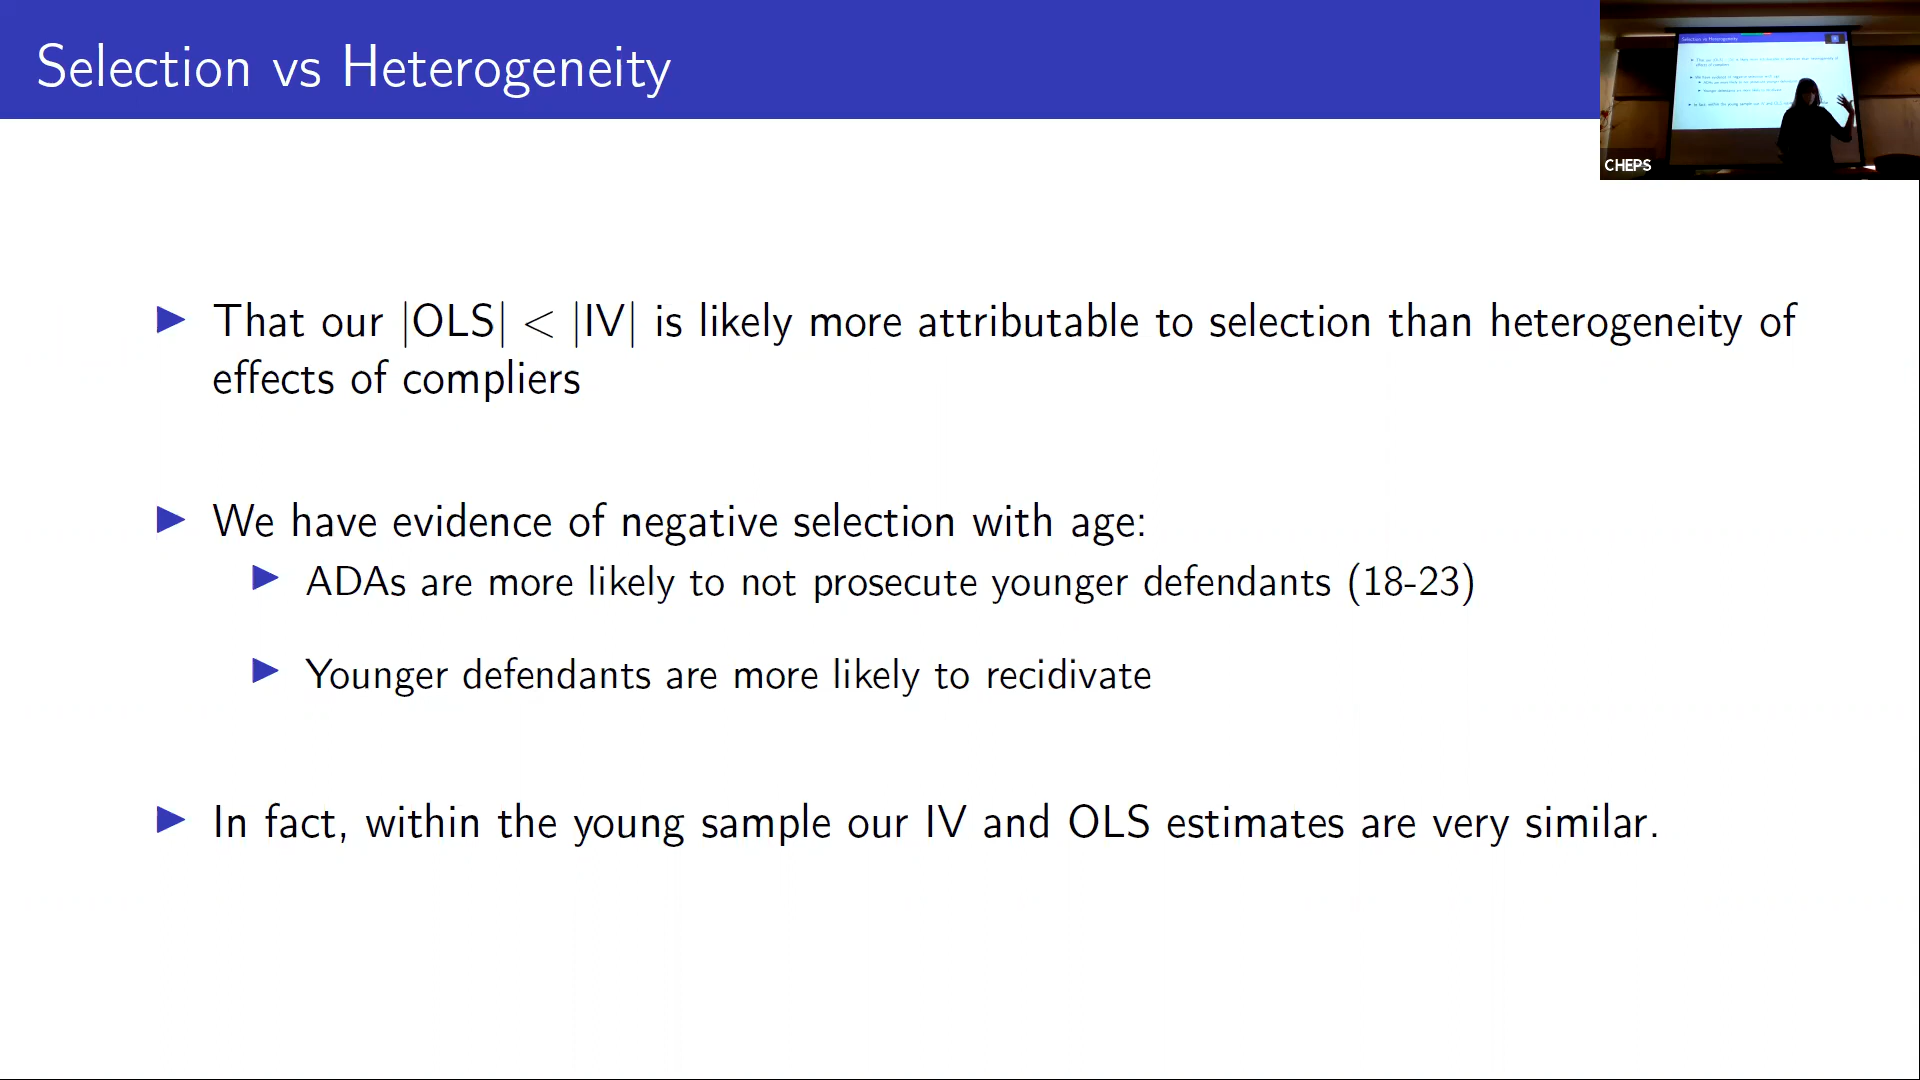 Selection vs Heterogeneity
CHEPS
▶ That our |OLS| < |IV| is likely more attributable to selection than heterogeneity of
effects of compliers
▶ We have evidence of negative selection with age:
▶ ADAs are more likely to not prosecute younger defendants (18-23)
▶ Younger defendants are more likely to recidivate
▶ In fact, within the young sample our IV and OLS estimates are very similar.